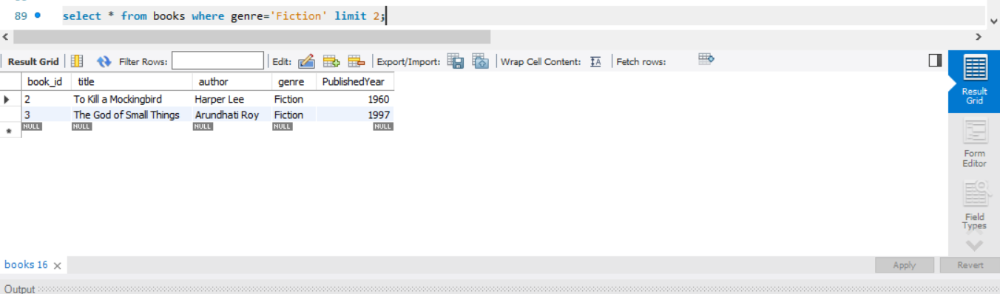 89 select * from books where genre='Fiction' limit 2;
Result Grid Filter Rows: Edit: Export/Import: Wrap Cell Content: Fetch rows:
book_id title author genre PublishedYear
2 To Kill a Mockingbird Harper Lee Fiction 1960
3 The God of Small Things Arundhati Roy Fiction 1997
NULL NULL NULL NULL NULL
Result
Grid
Form
Editor
Field
Types
books 16
Apply Revert
Output